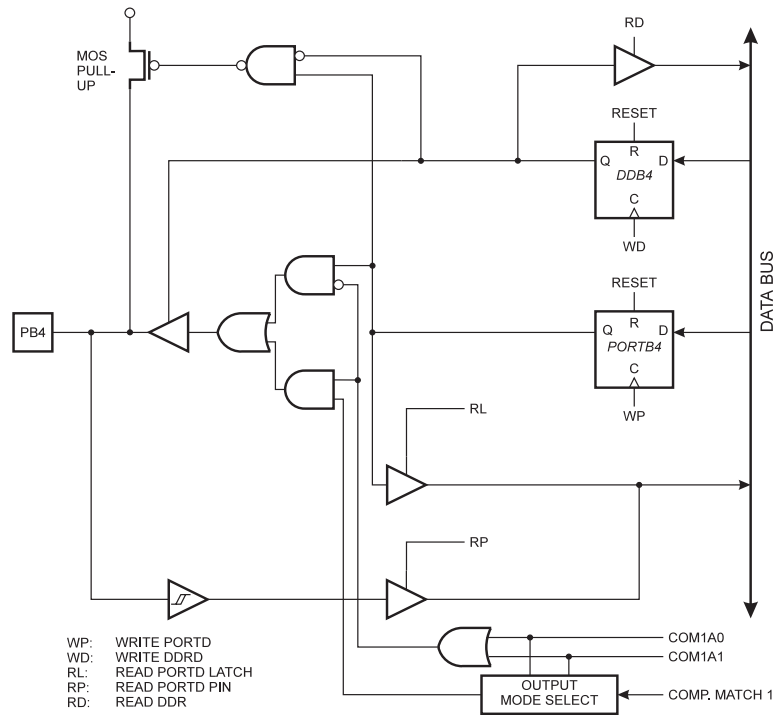 RD
MOS
PULL-
UP
RESET
R
Q
D
DDB4
C
WD
DATA BUS
RESET
R
Q
D
PORTB4
C
WP
PB4
RL
RP
WP: WRITE PORTD
WD: WRITE DDRD
RL: READ PORTD LATCH
RP: READ PORTD PIN
RD: READ DDR
COM1A0
COM1A1
OUTPUT
MODE SELECT
COMP. MATCH 1